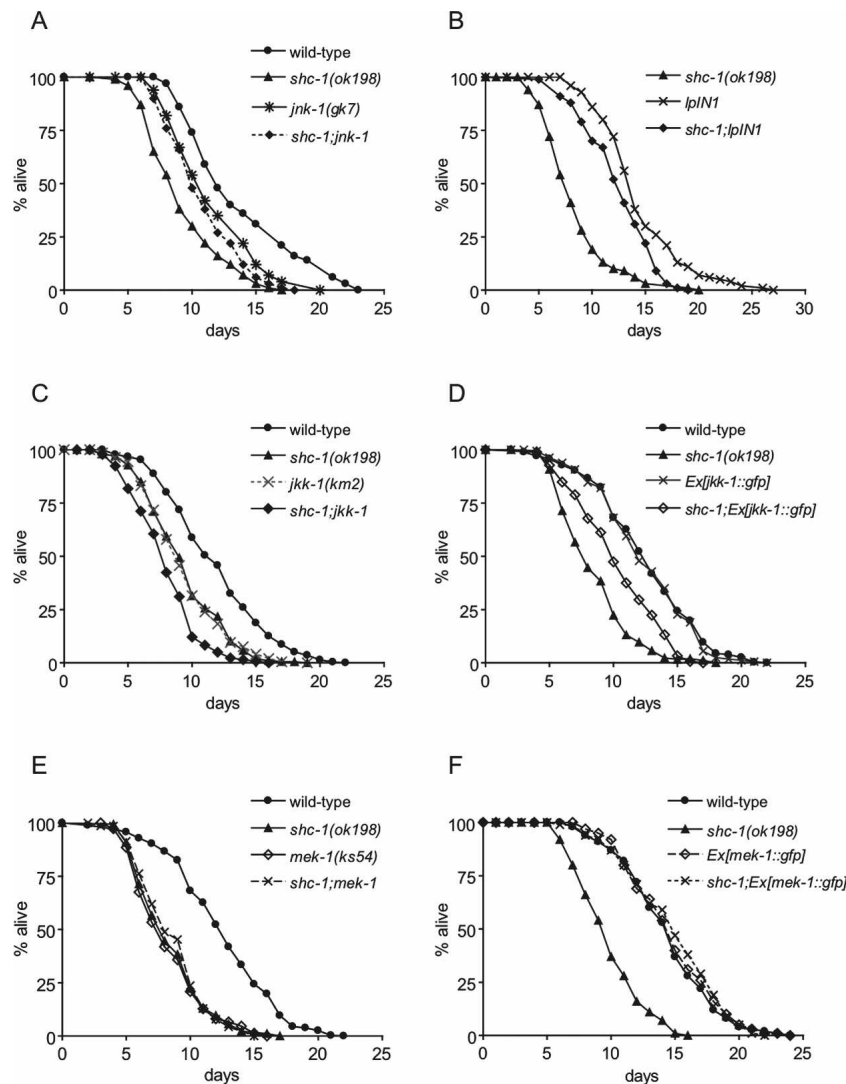 A
wild-type
shc-1(ok198)
jnk-1(gk7)
shc-1;jnk-1
100
75
50
25
0
% alive
0 5 10 15 20 25
days
B
shc-1(ok198)
lpIN1
shc-1;lpIN1
100
75
50
25
0
% alive
0 5 10 15 20 25 30
days
C
wild-type
shc-1(ok198)
jkk-1(km2)
shc-1;jkk-1
100
75
50
25
0
% alive
0 5 10 15 20 25
days
D
wild-type
shc-1(ok198)
Ex[jkk-1::gfp]
shc-1;Ex[jkk-1::gfp]
100
75
50
25
0
% alive
0 5 10 15 20 25
days
E
wild-type
shc-1(ok198)
mek-1(ks54)
shc-1;mek-1
100
75
50
25
0
% alive
0 5 10 15 20 25
days
F
wild-type
shc-1(ok198)
Ex[mek-1::gfp]
shc-1;Ex[mek-1::gfp]
100
75
50
25
0
% alive
0 5 10 15 20 25
days